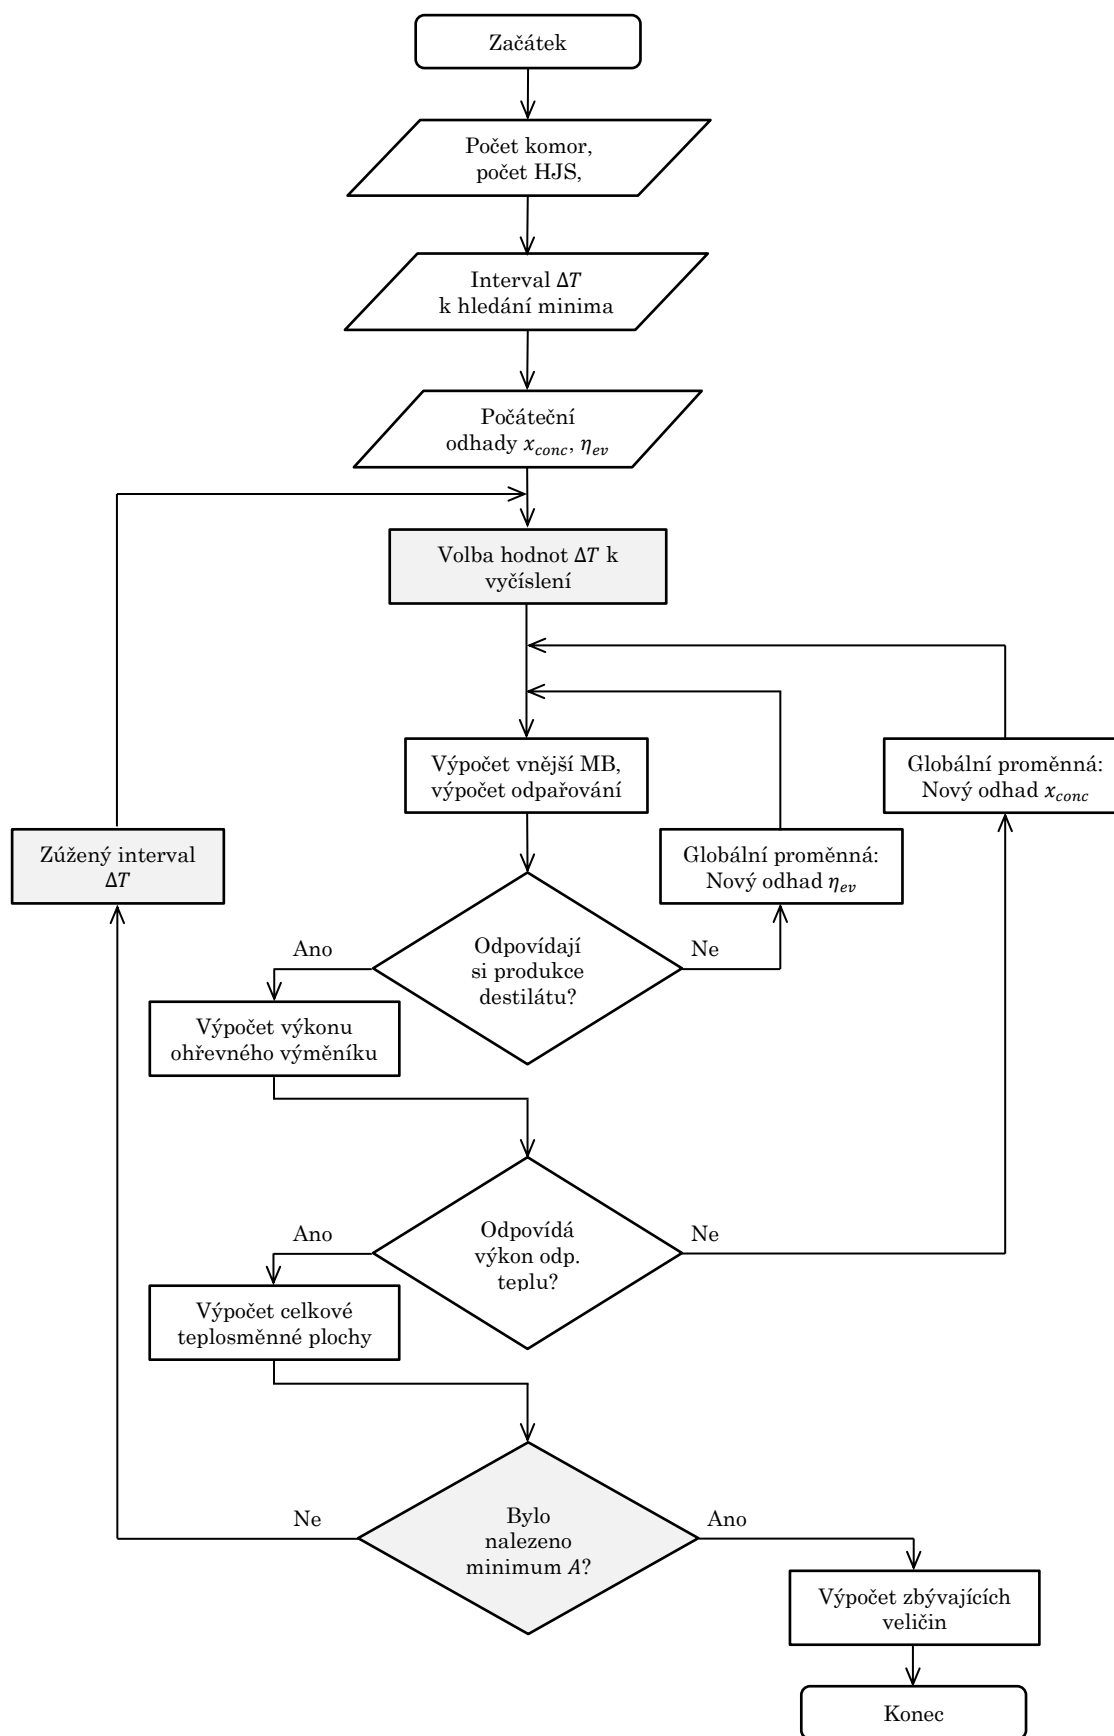 Začátek
Počet komor,
počet HJS,
Interval ΔT
k hledání minima
Počáteční
odhady x_conc, η_ev
Volba hodnot ΔT k
vyčíslení
Výpočet vnější MB,
výpočet odpařování
Globální proměnná:
Nový odhad x_conc
Zúžený interval
ΔT
Globální proměnná:
Nový odhad η_ev
Ano
Odpovídají
si produkce
destilátu?
Ne
Výpočet výkonu
ohřevného výměníku
Ano
Odpovídá
výkon odp.
teplu?
Ne
Výpočet celkové
teplosměnné plochy
Ne
Bylo
nalezeno
minimum A?
Ano
Výpočet zbývajících
veličin
Konec